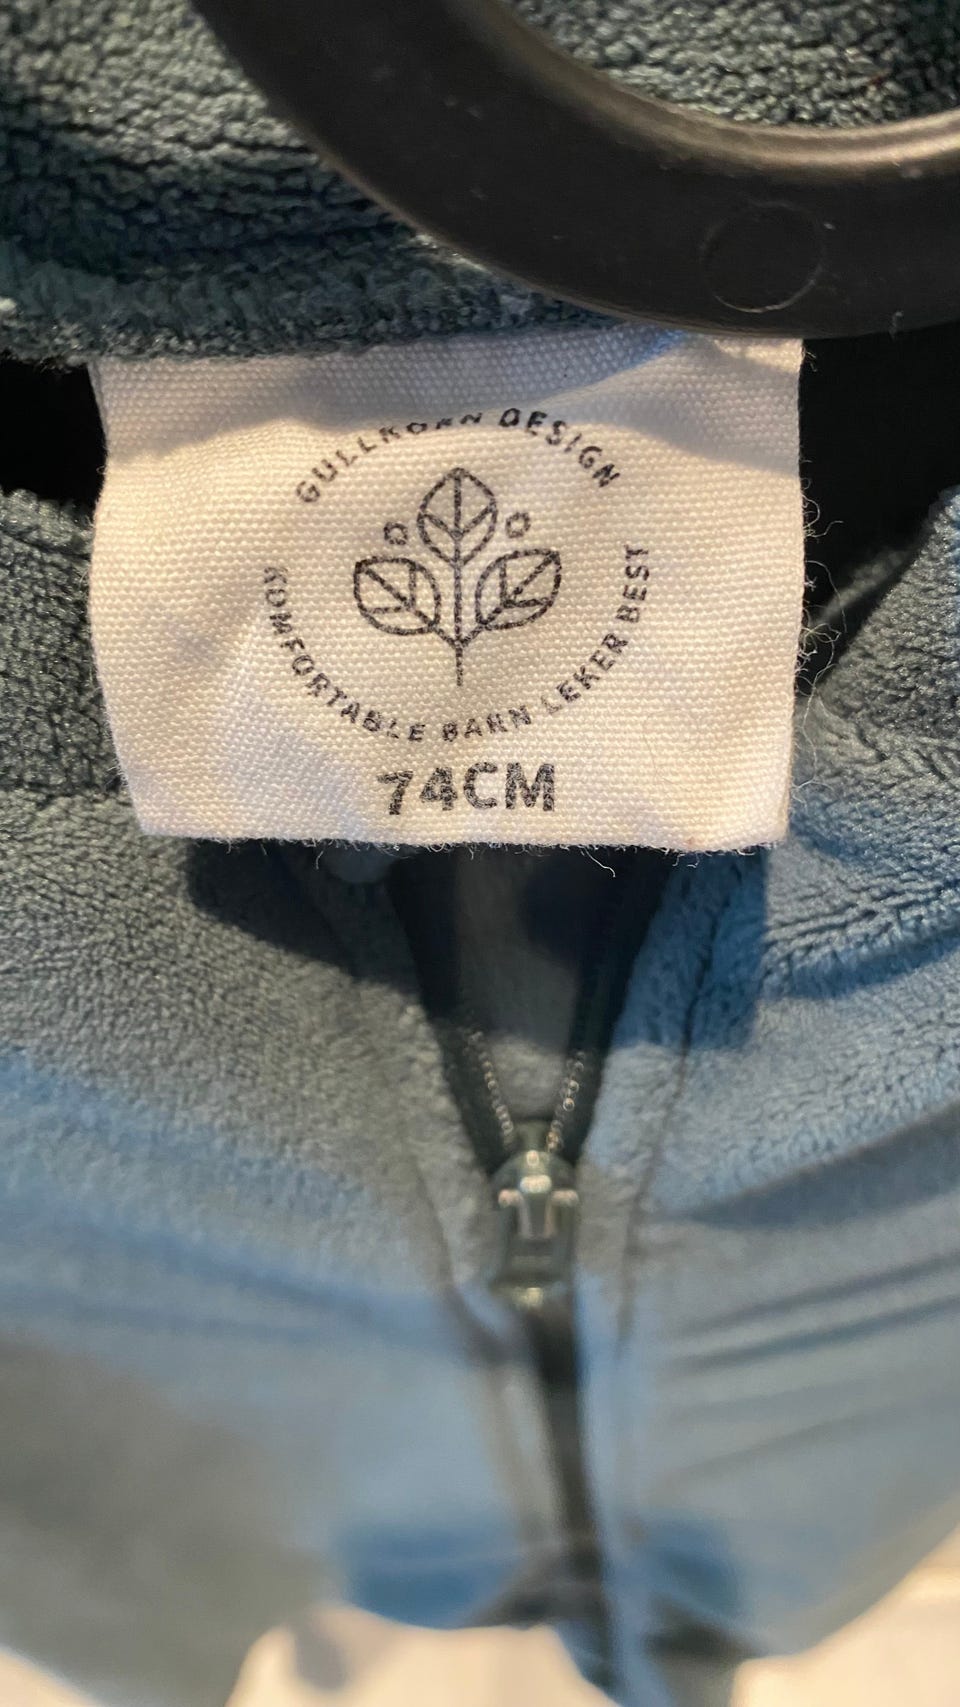 GULLKORN DESIGN
KOMFORTABLE BARN LEKER BEST
74CM